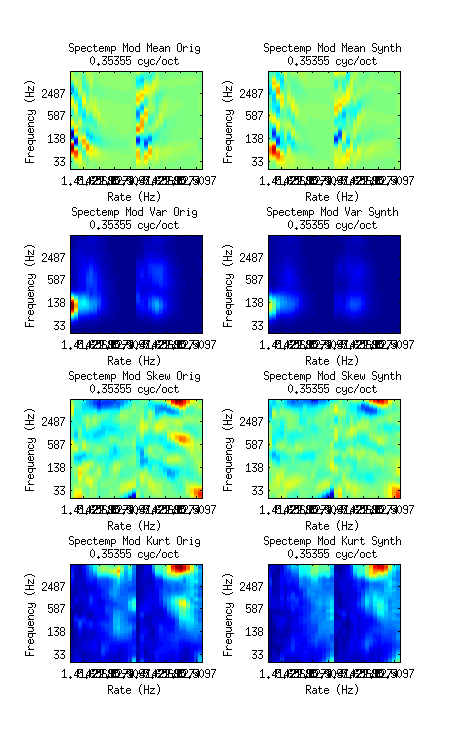 Spectemp Mod Mean Orig
0.35355 cyc/oct
Frequency (Hz)
2487
587
138
33
Rate (Hz)
Spectemp Mod Mean Synth
0.35355 cyc/oct
Frequency (Hz)
2487
587
138
33
Rate (Hz)
Spectemp Mod Var Orig
0.35355 cyc/oct
Frequency (Hz)
2487
587
138
33
Rate (Hz)
Spectemp Mod Var Synth
0.35355 cyc/oct
Frequency (Hz)
2487
587
138
33
Rate (Hz)
Spectemp Mod Skew Orig
0.35355 cyc/oct
Frequency (Hz)
2487
587
138
33
Rate (Hz)
Spectemp Mod Skew Synth
0.35355 cyc/oct
Frequency (Hz)
2487
587
138
33
Rate (Hz)
Spectemp Mod Kurt Orig
0.35355 cyc/oct
Frequency (Hz)
2487
587
138
33
Rate (Hz)
Spectemp Mod Kurt Synth
0.35355 cyc/oct
Frequency (Hz)
2487
587
138
33
Rate (Hz)